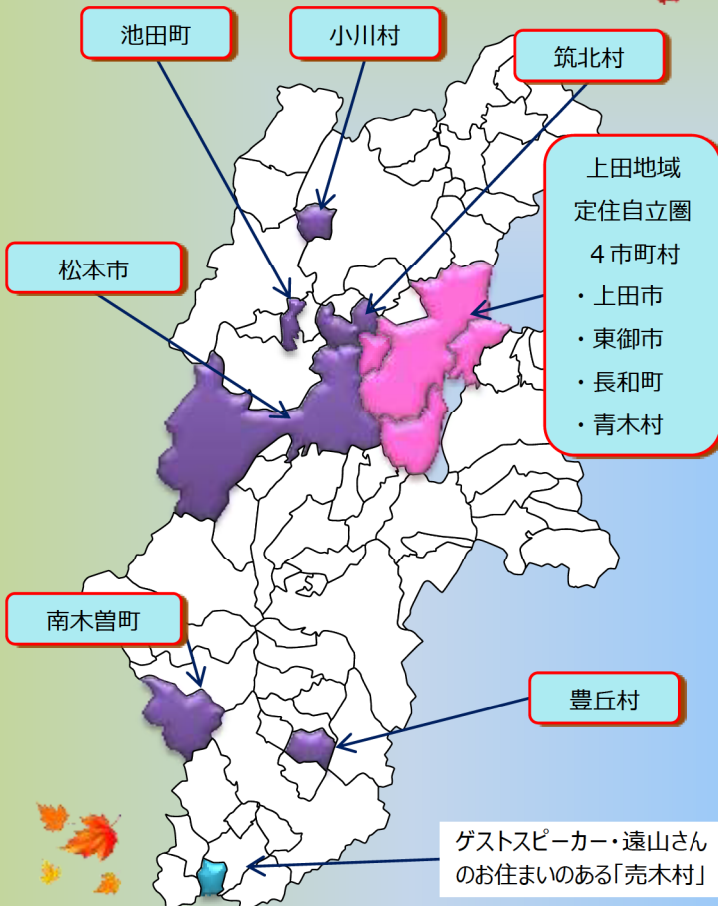 池田町
小川村
筑北村
上田地域
定住自立圏
４市町村
・上田市
・東御市
・長和町
・青木村
松本市
南木曽町
豊丘村
ゲストスピーカー・遠山さん
のお住まいのある「売木村」